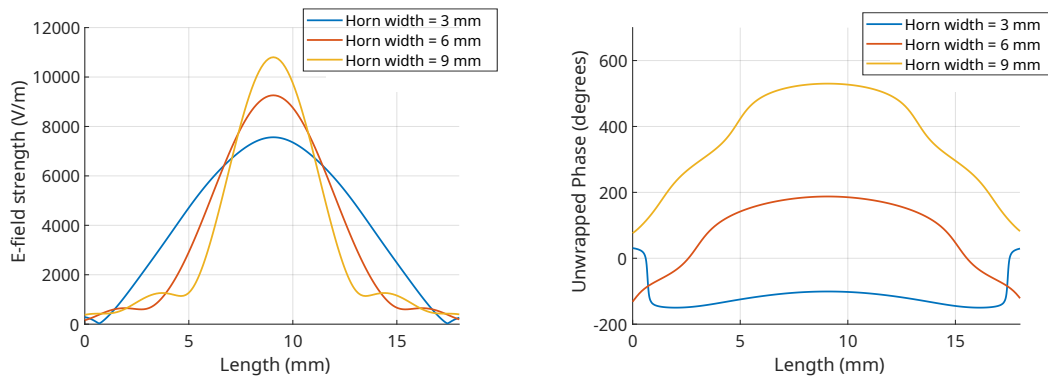 Horn width = 3 mm
Horn width = 6 mm
Horn width = 9 mm
12000
10000
8000
6000
4000
2000
0
E-field strength (V/m)
0
5
10
15
Length (mm)
Horn width = 3 mm
Horn width = 6 mm
Horn width = 9 mm
600
400
200
0
-200
Unwrapped Phase (degrees)
0
5
10
15
Length (mm)